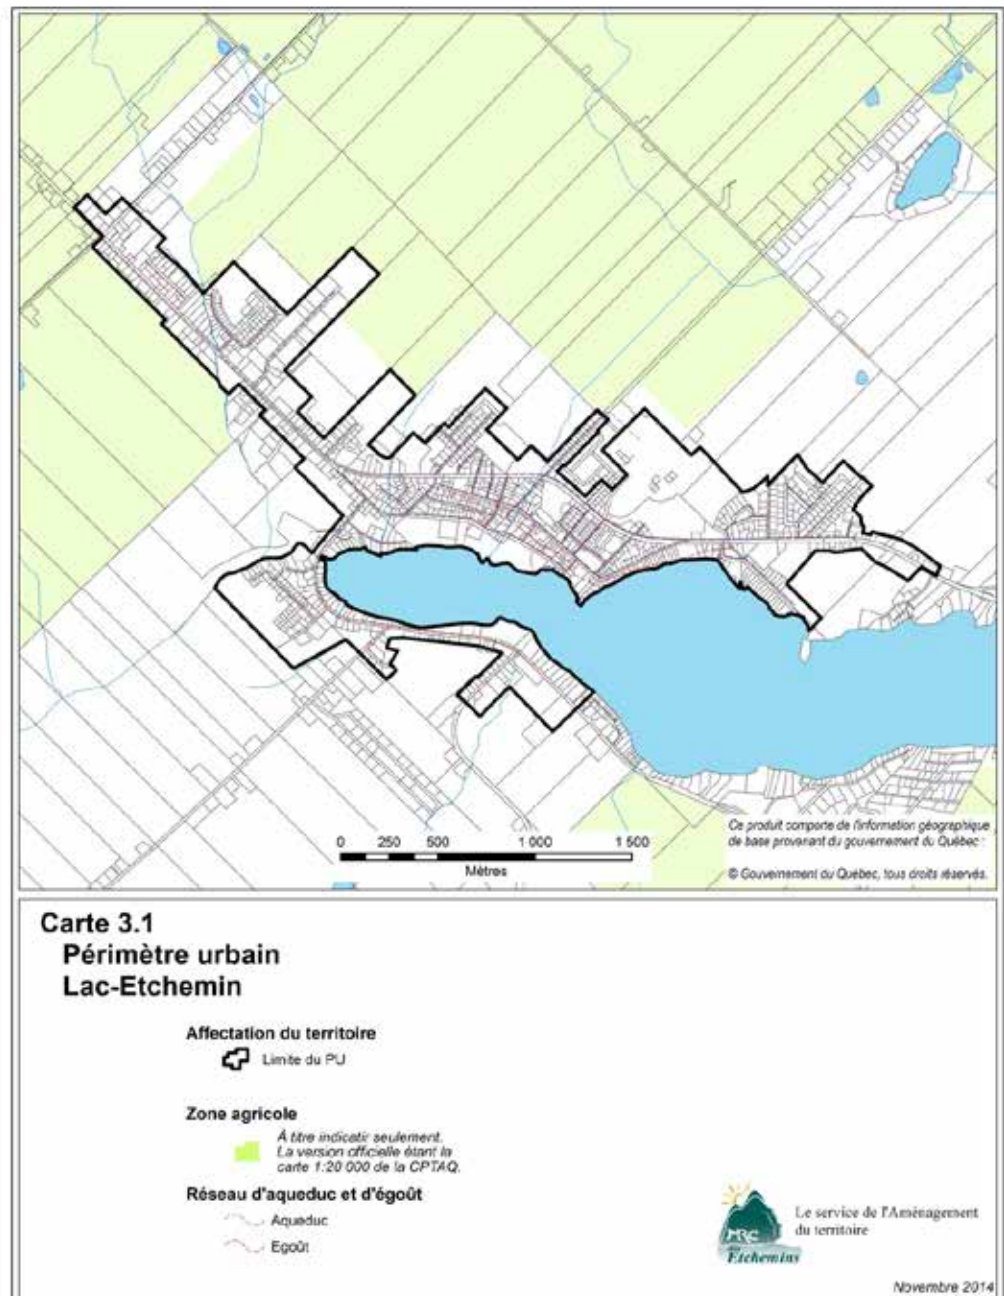 0 250 500 1 000 1 500
Mètres
Ce produit comporte de l'information géographique
de base provenant du gouvernement du Québec :
© Gouvernement du Québec, tous droits réservés.
Carte 3.1
Périmètre urbain
Lac-Etchemin
Affectation du territoire
Limite du PU
Zone agricole
À titre indicatif seulement.
La version officielle étant la
carte 1:20 000 de la CPTAQ.
Réseau d'aqueduc et d'égoût
Aqueduc
Egoût
MRC
Etchemins
Le service de l'Aménagement
du territoire
Novembre 2014